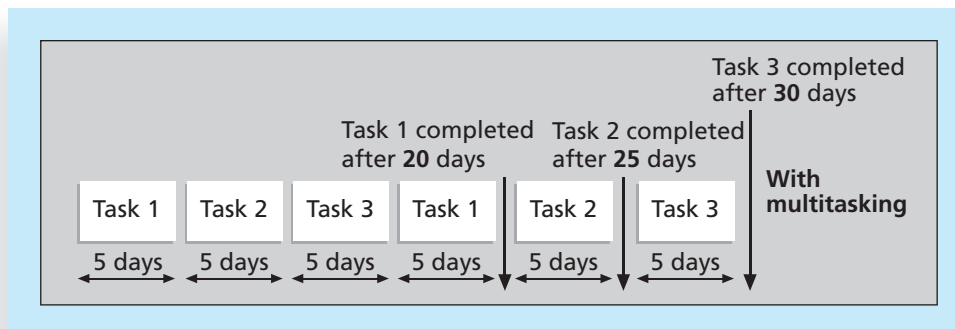 Task 3 completed
after 30 days
Task 1 completed
after 20 days
Task 2 completed
after 25 days
With
multitasking
Task 1
Task 2
Task 3
Task 1
Task 2
Task 3
5 days
5 days
5 days
5 days
5 days
5 days